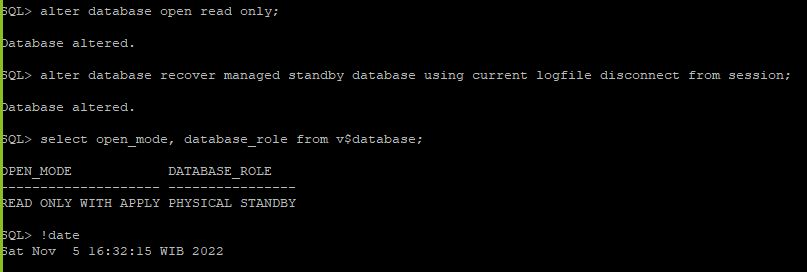 SQL> alter database open read only;
Database altered.
SQL> alter database recover managed standby database using current logfile disconnect from session;
Database altered.
SQL> select open_mode, database_role from v$database;
OPEN_MODE            DATABASE_ROLE
-------------------- ----------------
READ ONLY WITH APPLY PHYSICAL STANDBY
SQL> !date
Sat Nov  5 16:32:15 WIB 2022